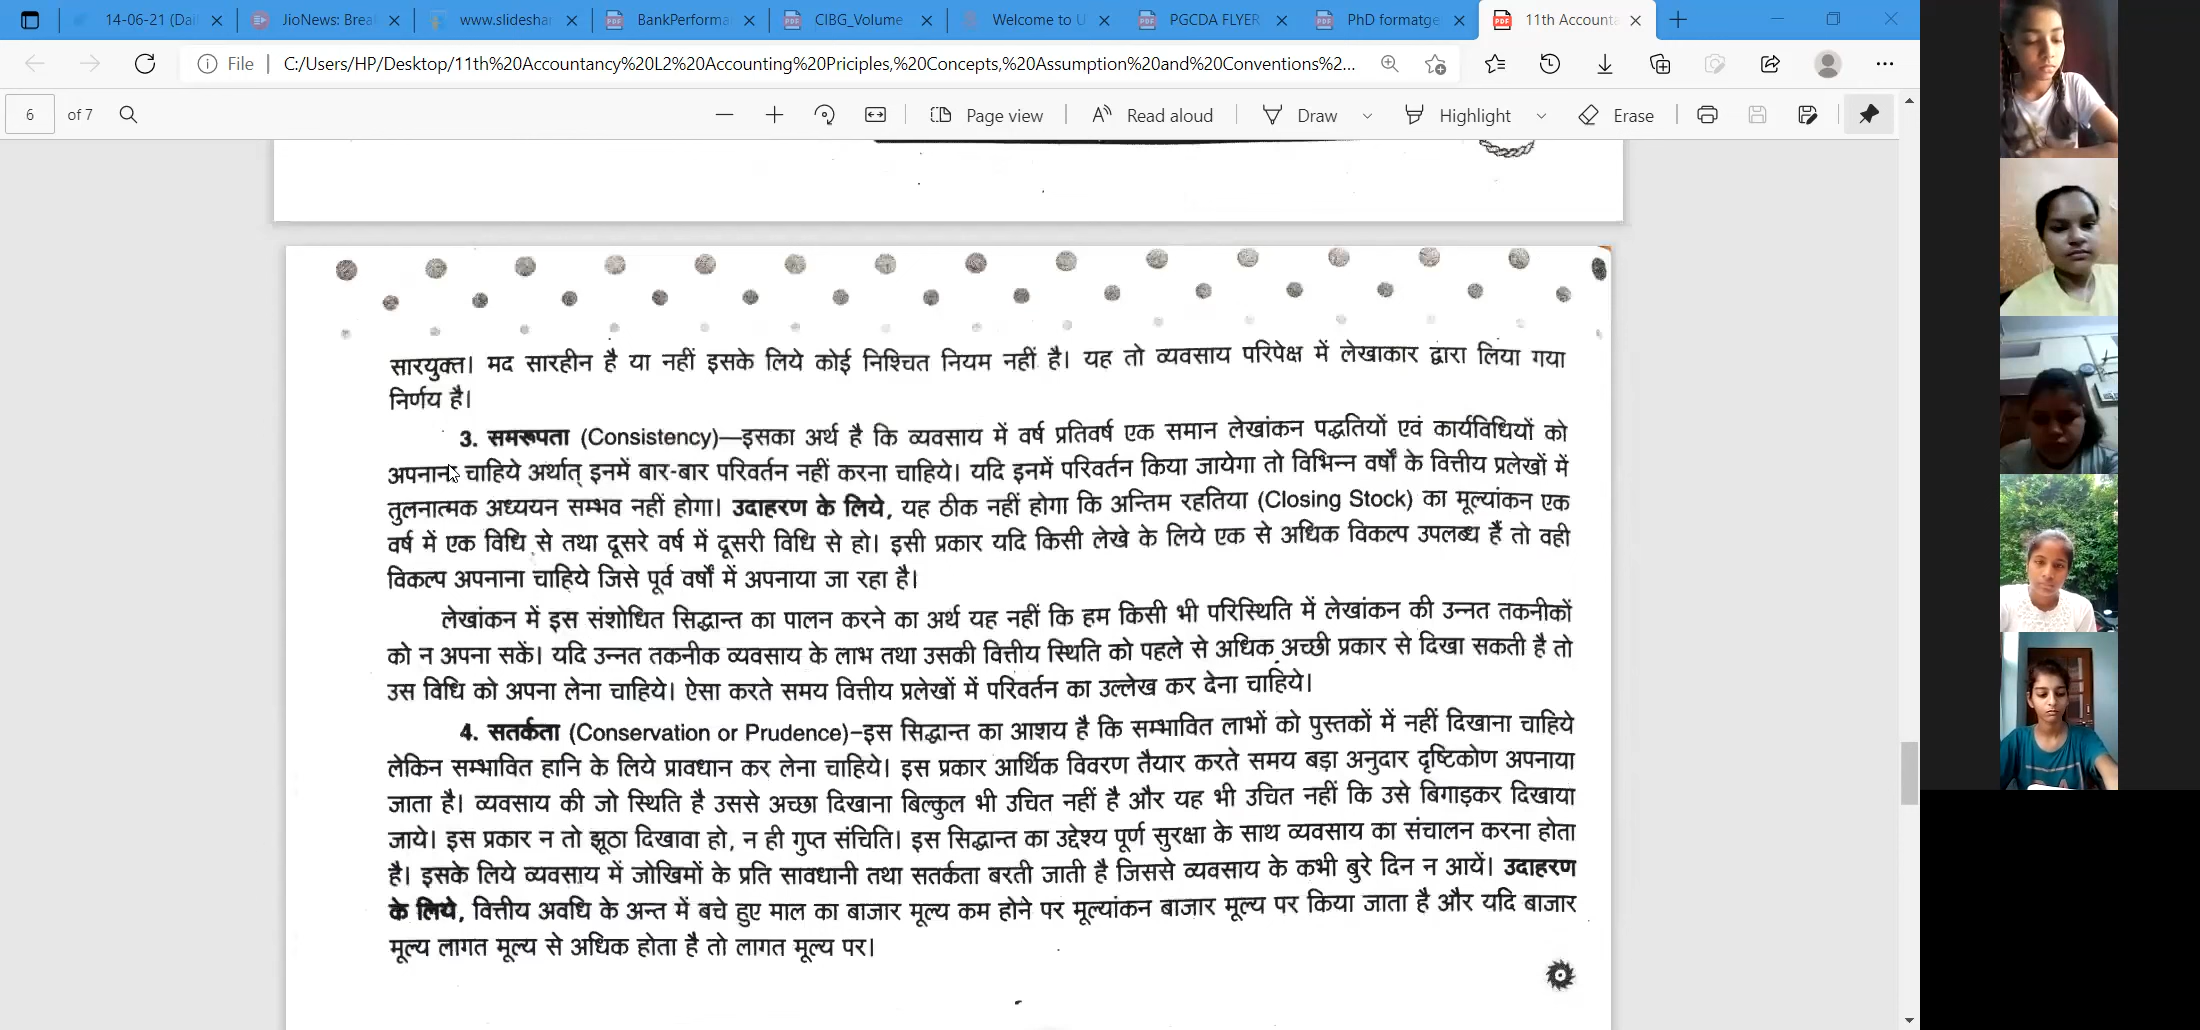 14-06-21 (Dai
JioNews: Brea
www.slidesha
BankPerforma
CIBG_Volume
Welcome to U
PGCDA FLYER
PhD formatge
11th Accounta
File
C:/Users/HP/Desktop/11th%20Accountancy%20L2%20Accounting%20Priciples,%20Concepts,%20Assumption%20and%20Conventions%2...
6 of 7
Page view
Read aloud
Draw
Highlight
Erase
सारयुक्त। मद सारहीन है या नहीं इसके लिये कोई निश्चित नियम नहीं है। यह तो व्यवसाय परिपेक्ष में लेखाकार द्वारा लिया गया
निर्णय है।
3. समरूपता (Consistency)—इसका अर्थ है कि व्यवसाय में वर्ष प्रतिवर्ष एक समान लेखांकन पद्धतियों एवं कार्यविधियों को
अपनाना चाहिये अर्थात् इनमें बार-बार परिवर्तन नहीं करना चाहिये। यदि इनमें परिवर्तन किया जायेगा तो विभिन्न वर्षों के वित्तीय प्रलेखों में
तुलनात्मक अध्ययन सम्भव नहीं होगा। उदाहरण के लिये, यह ठीक नहीं होगा कि अन्तिम रहतिया (Closing Stock) का मूल्यांकन एक
वर्ष में एक विधि से तथा दूसरे वर्ष में दूसरी विधि से हो। इसी प्रकार यदि किसी लेखे के लिये एक से अधिक विकल्प उपलब्ध हैं तो वही
विकल्प अपनाना चाहिये जिसे पूर्व वर्षों में अपनाया जा रहा है।
लेखांकन में इस संशोधित सिद्धान्त का पालन करने का अर्थ यह नहीं कि हम किसी भी परिस्थिति में लेखांकन की उन्नत तकनीकों
को न अपना सकें। यदि उन्नत तकनीक व्यवसाय के लाभ तथा उसकी वित्तीय स्थिति को पहले से अधिक अच्छी प्रकार से दिखा सकती है तो
उस विधि को अपना लेना चाहिये। ऐसा करते समय वित्तीय प्रलेखों में परिवर्तन का उल्लेख कर देना चाहिये।
4. सतर्कता (Conservation or Prudence)–इस सिद्धान्त का आशय है कि सम्भावित लाभों को पुस्तकों में नहीं दिखाना चाहिये
लेकिन सम्भावित हानि के लिये प्रावधान कर लेना चाहिये। इस प्रकार आर्थिक विवरण तैयार करते समय बड़ा अनुदार दृष्टिकोण अपनाया
जाता है। व्यवसाय की जो स्थिति है उससे अच्छा दिखाना बिल्कुल भी उचित नहीं है और यह भी उचित नहीं कि उसे बिगाड़कर दिखाया
जाये। इस प्रकार न तो झूठा दिखावा हो, न ही गुप्त संचिति। इस सिद्धान्त का उद्देश्य पूर्ण सुरक्षा के साथ व्यवसाय का संचालन करना होता
है। इसके लिये व्यवसाय में जोखिमों के प्रति सावधानी तथा सतर्कता बरती जाती है जिससे व्यवसाय के कभी बुरे दिन न आयें। उदाहरण
के लिये, वित्तीय अवधि के अन्त में बचे हुए माल का बाजार मूल्य कम होने पर मूल्यांकन बाजार मूल्य पर किया जाता है और यदि बाजार
मूल्य लागत मूल्य से अधिक होता है तो लागत मूल्य पर।